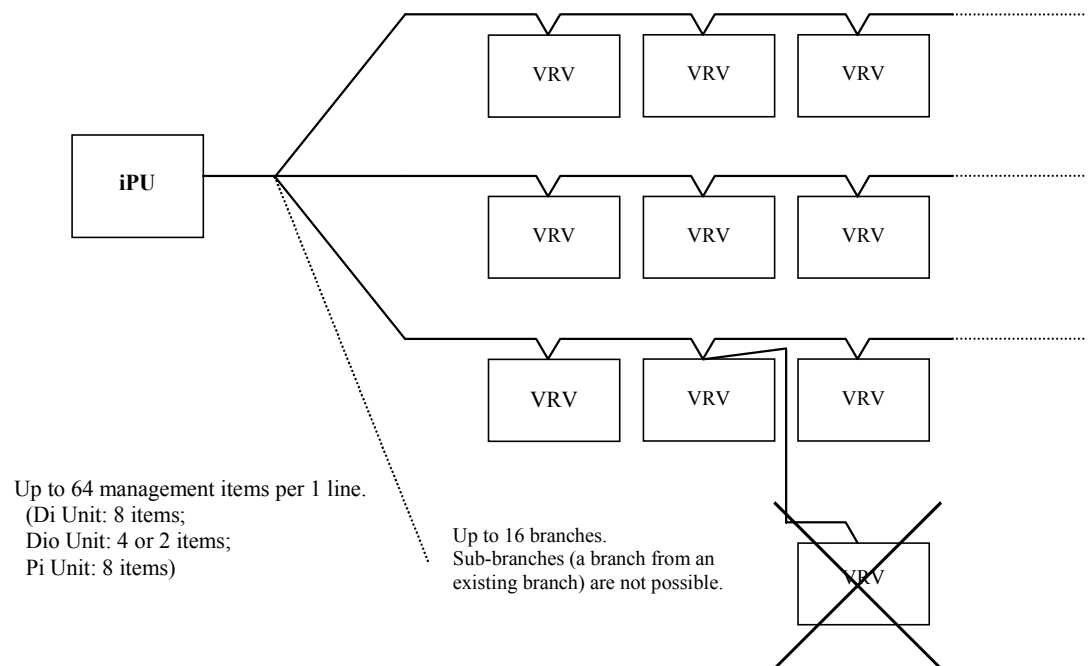 VRV VRV VRV
iPU
VRV VRV VRV
VRV VRV VRV
Up to 64 management items per 1 line.
(Di Unit: 8 items;
Dio Unit: 4 or 2 items;
Pi Unit: 8 items)
Up to 16 branches.
Sub-branches (a branch from an
existing branch) are not possible.
VRV